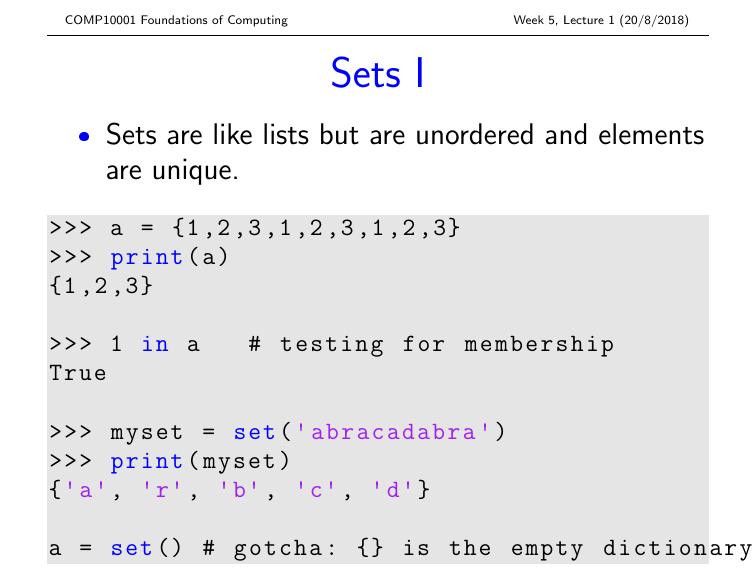 COMP10001 Foundations of Computing Week 5, Lecture 1 (20/8/2018)
Sets I
• Sets are like lists but are unordered and elements
are unique.
>>> a = {1,2,3,1,2,3,1,2,3}
>>> print(a)
{1,2,3}
>>> 1 in a   # testing for membership
True
>>> myset = set('abracadabra')
>>> print(myset)
{'a', 'r', 'b', 'c', 'd'}
a = set() # gotcha: {} is the empty dictionary